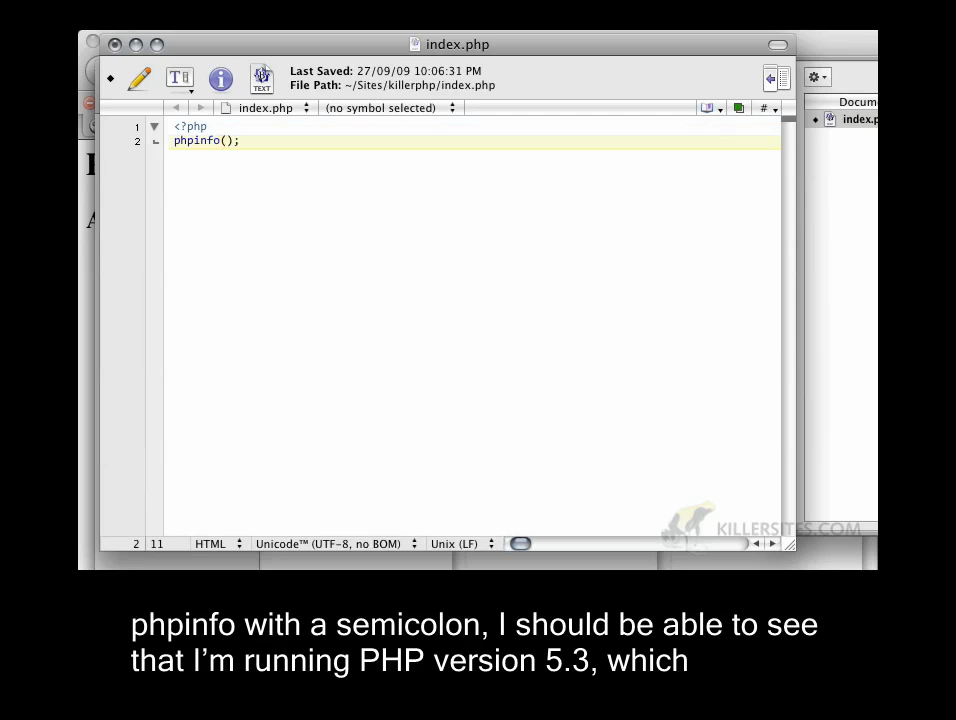 index.php
Last Saved: 27/09/09 10:06:31 PM
File Path: ~/Sites/killerphp/index.php
TEXT
index.php
(no symbol selected)
#
1 <?php
2 phpinfo();
index.p
KILLERSITES.COM
2 11 HTML Unicode™ (UTF-8, no BOM) Unix (LF)
phpinfo with a semicolon, I should be able to see
that I’m running PHP version 5.3, which